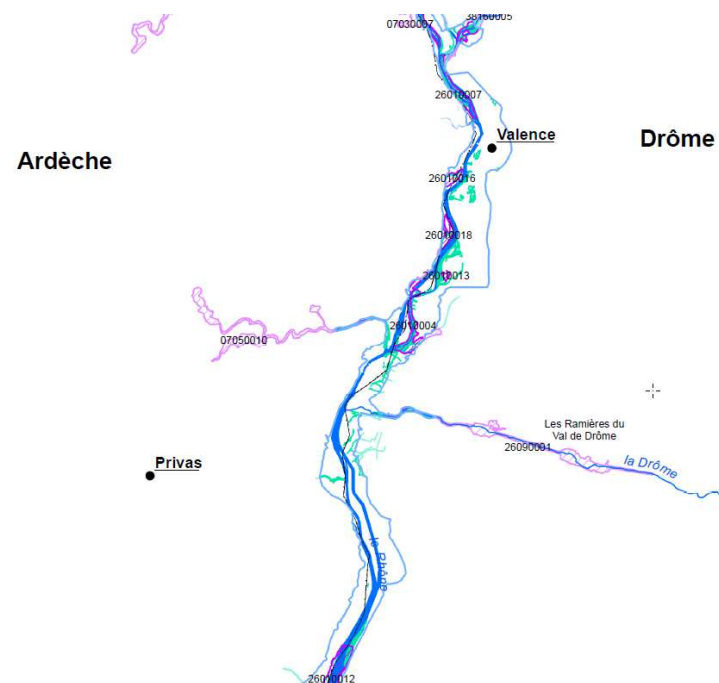 38160005
07030007
26010007
Valence
Drôme
Ardèche
26010016
26010018
26010013
26010004
07050010
Les Ramières du
Val de Drôme
26090001
la Drôme
Privas
le Rhône
26010012